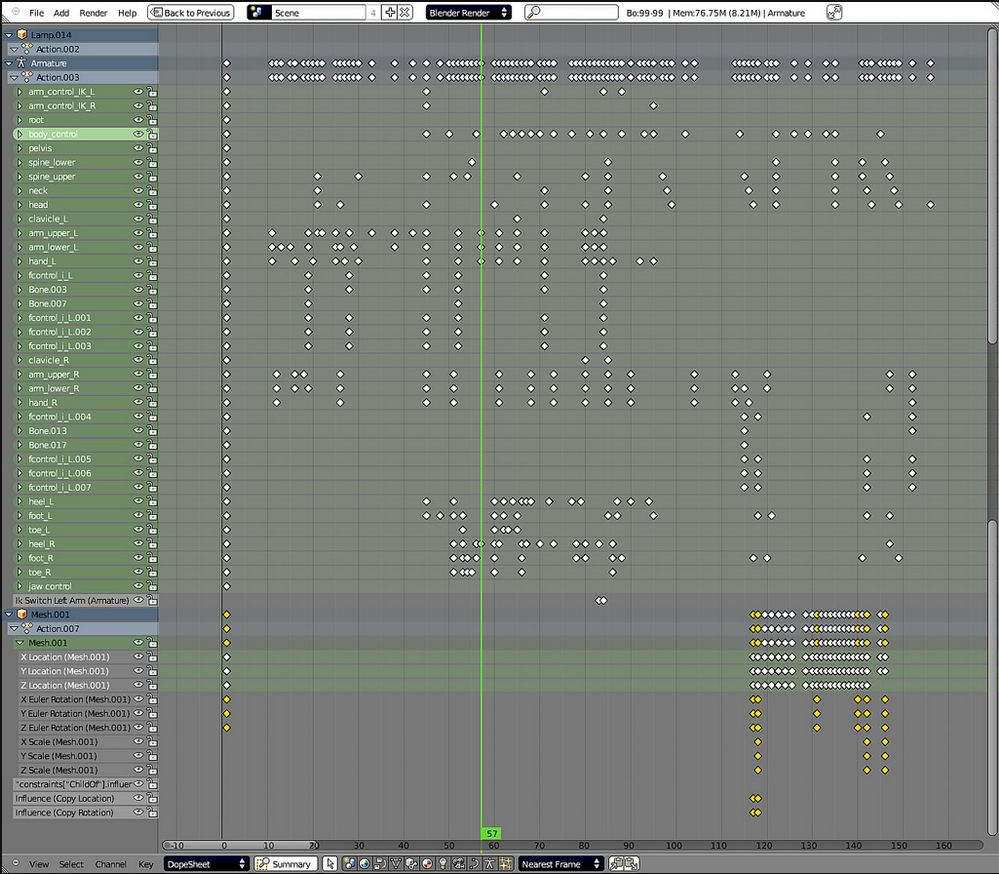 File Add Render Help Back to Previous Scene 4 Blender Render Bo:99-99 | Mem:76.75M (8.21M) | Armature
Lamp.014
Action.002
Armature
Action.003
arm_control_IK_L
arm_control_IK_R
root
body_control
pelvis
spine_lower
spine_upper
neck
head
clavicle_L
arm_upper_L
arm_lower_L
hand_L
fcontrol_i_L
Bone.003
Bone.007
fcontrol_i_L.001
fcontrol_i_L.002
fcontrol_i_L.003
clavicle_R
arm_upper_R
arm_lower_R
hand_R
fcontrol_i_L.004
Bone.013
Bone.017
fcontrol_i_L.005
fcontrol_i_L.006
fcontrol_i_L.007
heel_L
foot_L
toe_L
heel_R
foot_R
toe_R
jaw control
Ik Switch Left Arm (Armature)
Mesh.001
Action.007
Mesh.001
X Location (Mesh.001)
Y Location (Mesh.001)
Z Location (Mesh.001)
X Euler Rotation (Mesh.001)
Y Euler Rotation (Mesh.001)
Z Euler Rotation (Mesh.001)
X Scale (Mesh.001)
Y Scale (Mesh.001)
Z Scale (Mesh.001)
"constraints["ChildOf"].influer
Influence (Copy Location)
Influence (Copy Rotation)
57
-10 0 10 20 30 40 50 60 70 80 90 100 110 120 130 140 150 160
View Select Channel Key DopeSheet Summary Nearest Frame